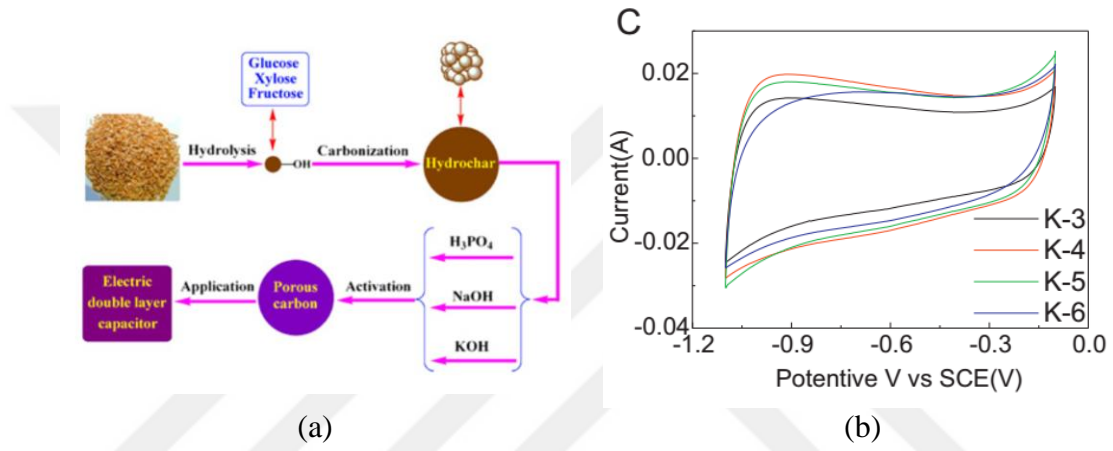 Glucose
Xylose
Fructose
Hydrolysis
OH
Carbonization
Hydrochar
H₃PO₄
NaOH
KOH
Activation
Porous
carbon
Application
Electric
double layer
capacitor
(a)
C
0.02
0.00
-0.02
-0.04
Current(A)
K-3
K-4
K-5
K-6
-1.2 -0.9 -0.6 -0.3 0.0
Potentive V vs SCE(V)
(b)